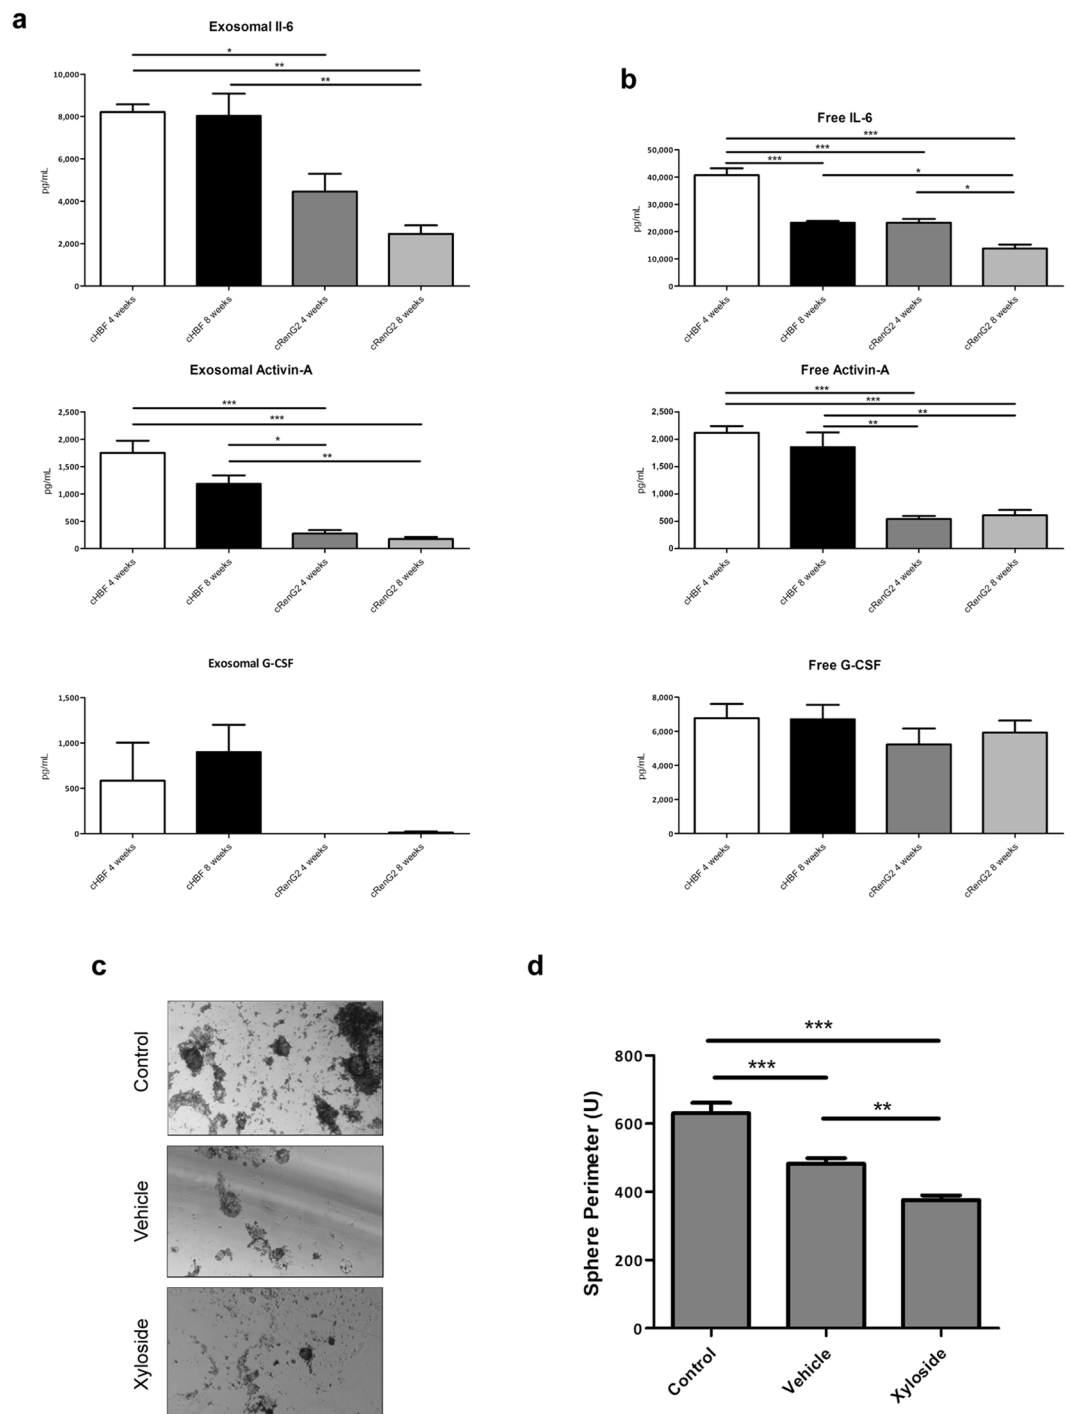 a
Exosomal Il-6
*
**
**
10,000
8,000
6,000
4,000
2,000
0
pg/mL
cHBF 4 weeks
cHBF 8 weeks
cRenG2 4 weeks
cRenG2 8 weeks
b
Free IL-6
***
***
***
*
*
50,000
40,000
30,000
20,000
10,000
0
pg/mL
cHBF 4 weeks
cHBF 8 weeks
cRenG2 4 weeks
cRenG2 8 weeks
Exosomal Activin-A
***
***
*
**
2,500
2,000
1,500
1,000
500
0
pg/mL
cHBF 4 weeks
cHBF 8 weeks
cRenG2 4 weeks
cRenG2 8 weeks
Free Activin-A
***
***
**
**
2,500
2,000
1,500
1,000
500
0
pg/mL
cHBF 4 weeks
cHBF 8 weeks
cRenG2 4 weeks
cRenG2 8 weeks
Exosomal G-CSF
1,500
1,000
500
0
pg/mL
cHBF 4 weeks
cHBF 8 weeks
cRenG2 4 weeks
cRenG2 8 weeks
Free G-CSF
8,000
6,000
4,000
2,000
0
pg/mL
cHBF 4 weeks
cHBF 8 weeks
cRenG2 4 weeks
cRenG2 8 weeks
c
Control
Vehicle
Xyloside
d
***
***
**
800
600
400
200
0
Sphere Perimeter (U)
Control
Vehicle
Xyloside